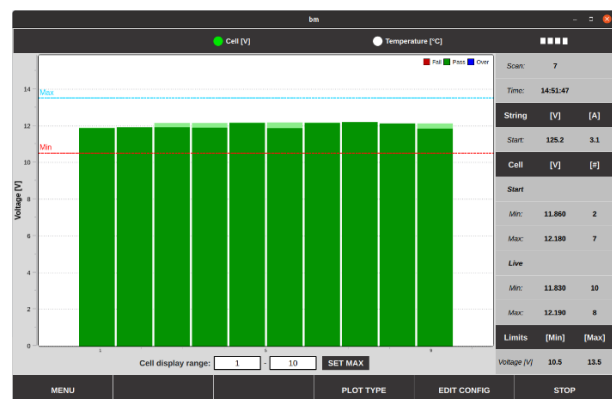 bm
Cell [V]
Temperature [°C]
Fail Pass Over
Max
Min
Voltage [V]
14
12
10
8
6
4
2
0
Cell display range: 1 - 10 SET MAX
Scan: 7
Time: 14:51:47
String [V] [A]
Start: 125.2 3.1
Cell [V] [#]
Start
Min: 11.860 2
Max: 12.180 7
Live
Min: 11.830 10
Max: 12.190 8
Limits [Min] [Max]
Voltage [V] 10.5 13.5
MENU
PLOT TYPE
EDIT CONFIG
STOP